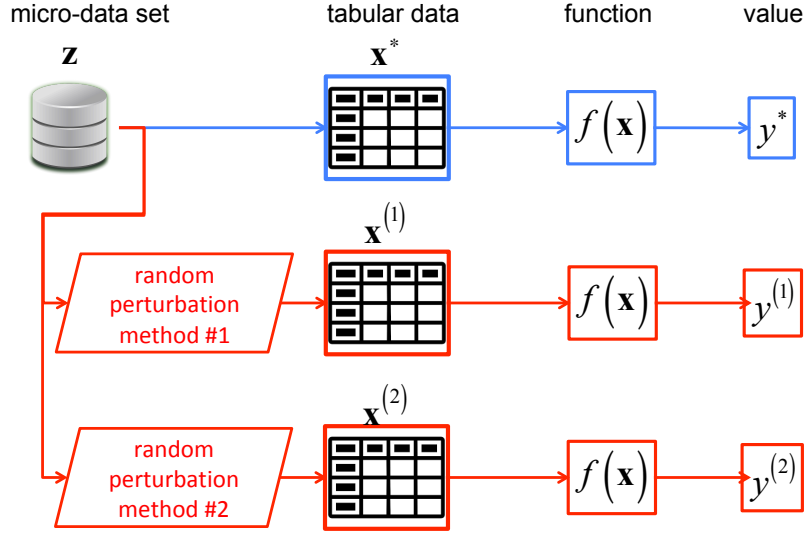 micro-data set tabular data function value
z x* 
f(x) y*
x^(1)
random
perturbation
method #1
f(x) y^(1)
x^(2)
random
perturbation
method #2
f(x) y^(2)